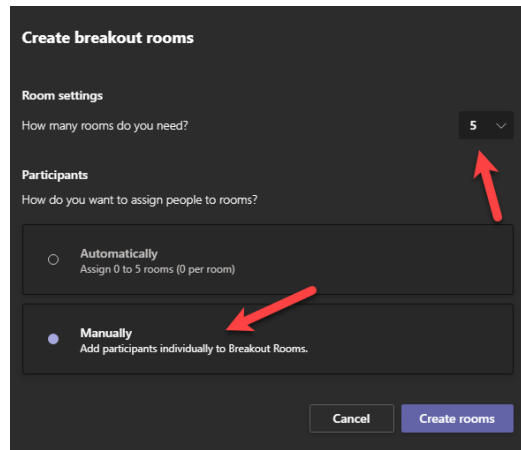 Create breakout rooms
Room settings
How many rooms do you need?
5
Participants
How do you want to assign people to rooms?
Automatically
Assign 0 to 5 rooms (0 per room)
Manually
Add participants individually to Breakout Rooms.
Cancel
Create rooms